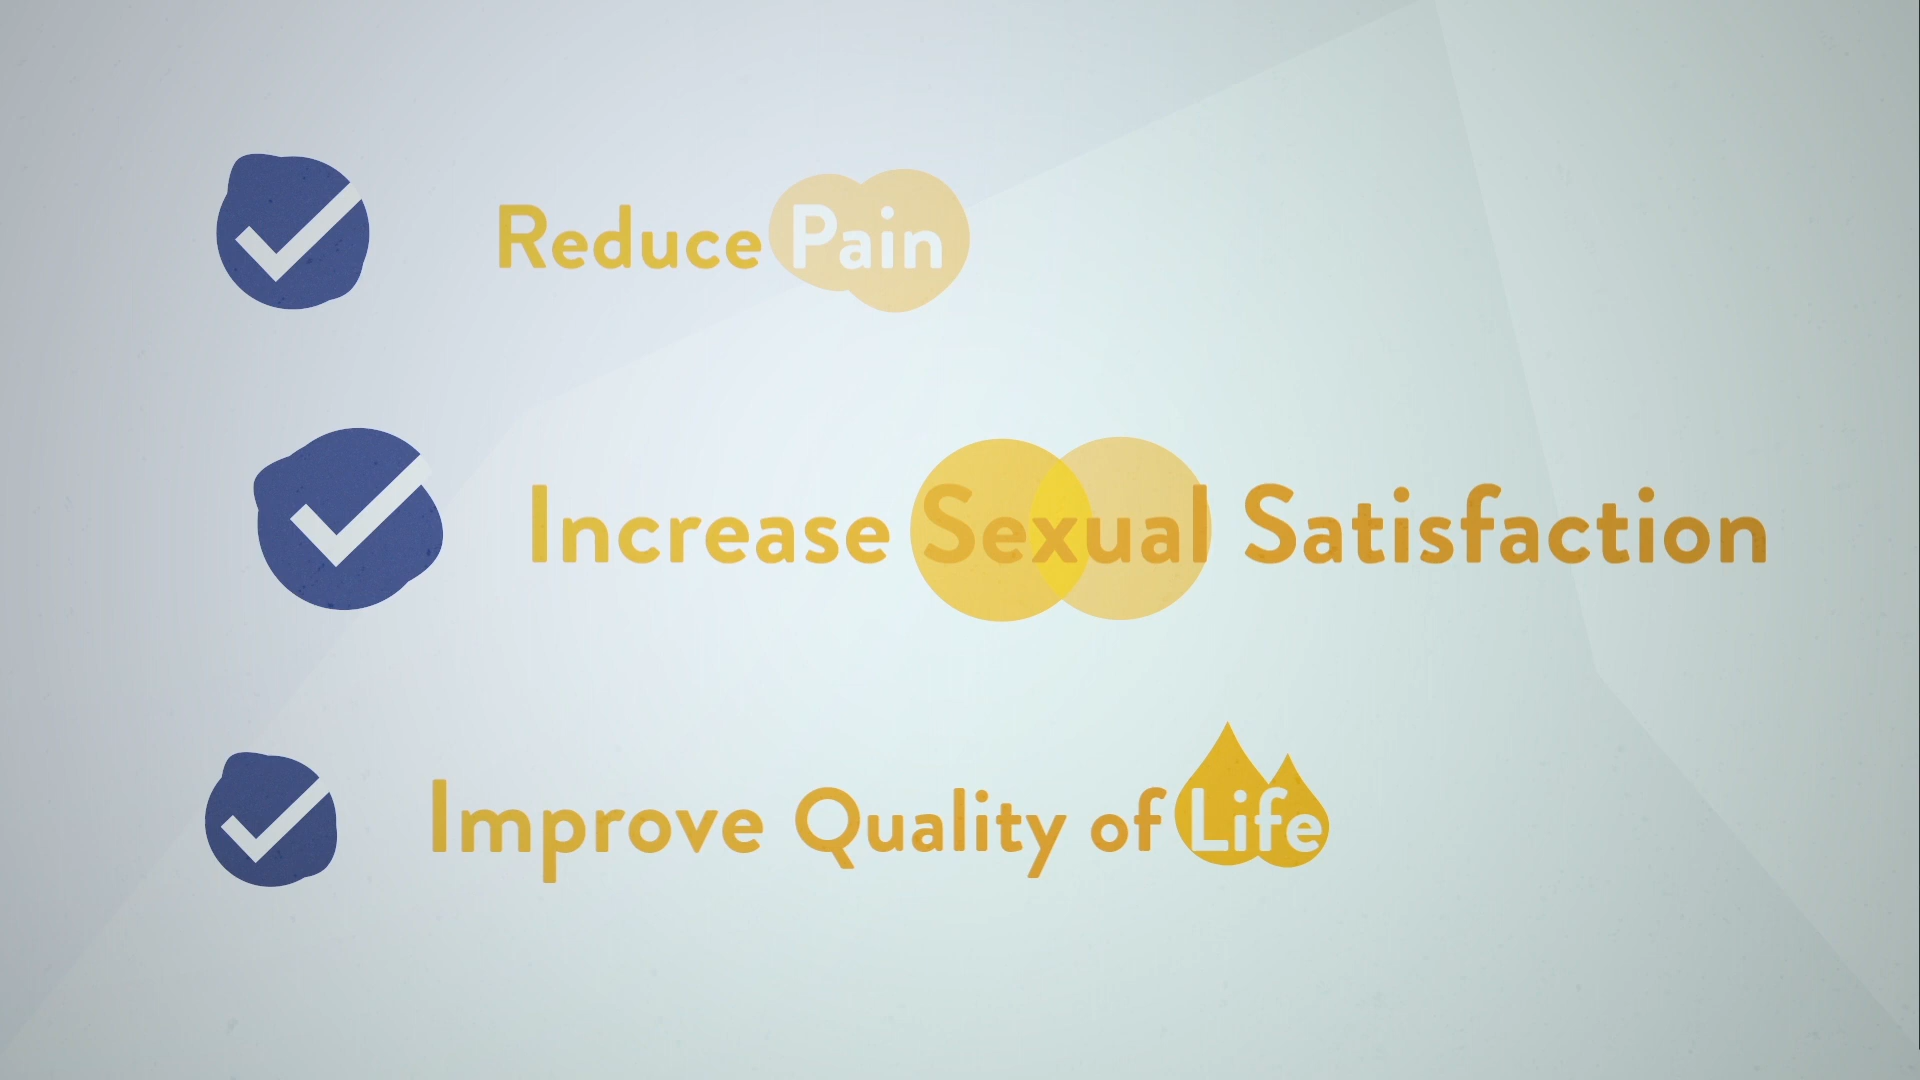 Reduce Pain
Increase Sexual Satisfaction
Improve Quality of Life